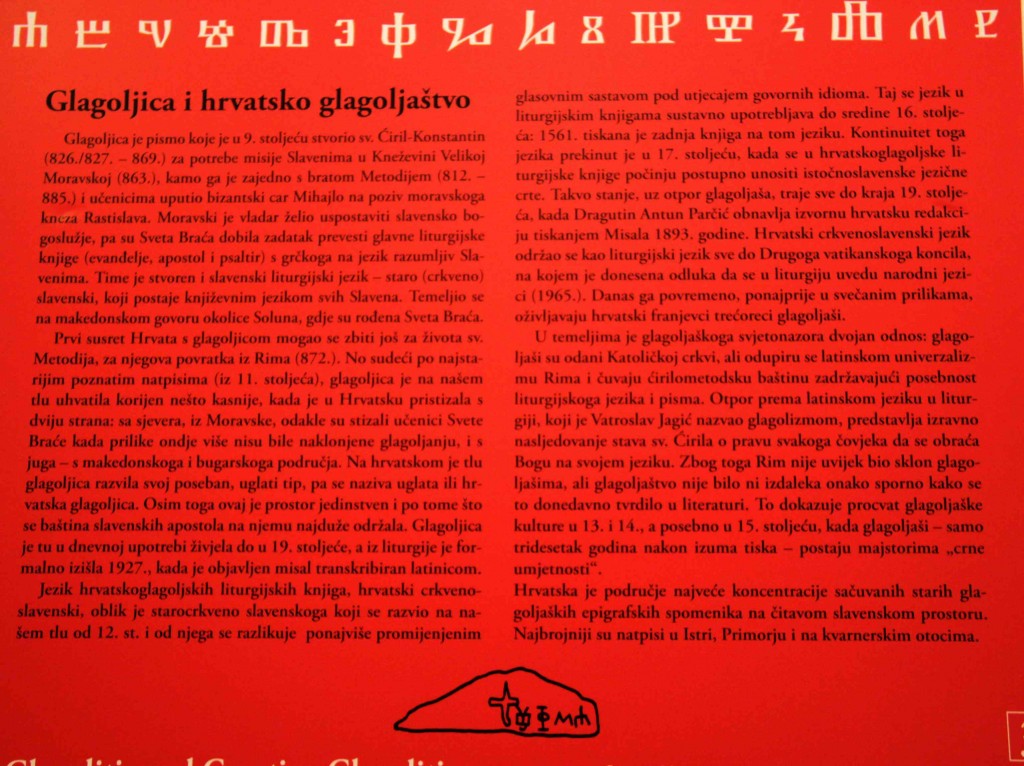 Glagoljica i hrvatsko glagoljaštvo
Glagoljica je pismo koje je u 9. stoljeću stvorio sv. Ćiril-Konstantin
(826./827. – 869.) za potrebe misije Slavenima u Kneževini Velikoj
Moravskoj (863.), kamo ga je zajedno s bratom Metodijem (812. –
885.) i učenicima uputio bizantski car Mihajlo na poziv moravskoga
kneza Rastislava. Moravski je vladar želio uspostaviti slavensko bo-
goslužje, pa su Sveta Braća dobila zadatak prevesti glavne liturgijske
knjige (evanđelje, apostol i psaltir) s grčkoga na jezik razumljiv Sla-
venima. Time je stvoren i slavenski liturgijski jezik – staro (crkveno)
slavenski, koji postaje književnim jezikom svih Slavena. Temeljio se
na makedonskom govoru okolice Soluna, gdje su rođena Sveta Braća.
Prvi susret Hrvata s glagoljicom mogao se zbiti još za života sv.
Metodija, za njegova povratka iz Rima (872.). No sudeći po najsta-
rijim poznatim natpisima (iz 11. stoljeća), glagoljica je na našem
tlu uhvatila korijen nešto kasnije, kada je u Hrvatsku pristizala s
dviju strana: sa sjevera, iz Moravske, odakle su stizali učenici Svete
Braće kada prilike ondje više nisu bile naklonjene glagoljanju, i s
juga – s makedonskoga i bugarskoga područja. Na hrvatskom je tlu
glagoljica razvila svoj poseban, uglati tip, pa se naziva uglata ili hr-
vatska glagoljica. Osim toga ovaj je prostor jedinstven i po tome što
se baština slavenskih apostola na njemu najduže održala. Glagoljica
je tu u dnevnoj upotrebi živjela do u 19. stoljeće, a iz liturgije je for-
malno izišla 1927., kada je objavljen misal transkribiran latinicom.
Jezik hrvatskoglagoljskih liturgijskih knjiga, hrvatski crkveno-
slavenski, oblik je starocrkveno slavenskoga koji se razvio na na-
šem tlu od 12. st. i od njega se razlikuje ponajviše promijenjenim
glasovnim sastavom pod utjecajem govornih idioma. Taj se jezik u
liturgijskim knjigama sustavno upotrebljava do sredine 16. stolje-
ća: 1561. tiskana je zadnja knjiga na tom jeziku. Kontinuitet toga
jezika prekinut je u 17. stoljeću, kada se u hrvatskoglagoljske li-
turgijske knjige počinju postupno unositi istočnoslavenske jezične
crte. Takvo stanje, uz otpor glagoljaša, traje sve do kraja 19. stolje-
ća, kada Dragutin Antun Parčić obnavlja izvornu hrvatsku redakci-
ju tiskanjem Misala 1893. godine. Hrvatski crkvenoslavenski jezik
održao se kao liturgijski jezik sve do Drugoga vatikanskoga koncila,
na kojem je donesena odluka da se u liturgiju uvedu narodni jezi-
ci (1965.). Danas ga povremeno, ponajprije u svečanim prilikama,
oživljavaju hrvatski franjevci trećoreci glagoljaši.
U temeljima je glagoljaškoga svjetonazora dvojan odnos: glago-
ljaši su odani Katoličkoj crkvi, ali odupiru se latinskom univerzaliz-
mu Rima i čuvaju ćirilometodsku baštinu zadržavajući posebnost
liturgijskoga jezika i pisma. Otpor prema latinskom jeziku u litur-
giji, koji je Vatroslav Jagić nazvao glagolizmom, predstavlja izravno
nasljedovanje stava sv. Ćirila o pravu svakoga čovjeka da se obraća
Bogu na svojem jeziku. Zbog toga Rim nije uvijek bio sklon glago-
ljašima, ali glagoljaštvo nije bilo ni izdaleka onako sporno kako se
to donedavno tvrdilo u literaturi. To dokazuje procvat glagoljaške
kulture u 13. i 14., a posebno u 15. stoljeću, kada glagoljaši – samo
tridesetak godina nakon izuma tiska – postaju majstorima „crne
umjetnosti“.
Hrvatska je područje najveće koncentracije sačuvanih starih gla-
goljaških epigrafskih spomenika na čitavom slavenskom prostoru.
Najbrojniji su natpisi u Istri, Primorju i na kvarnerskim otocima.